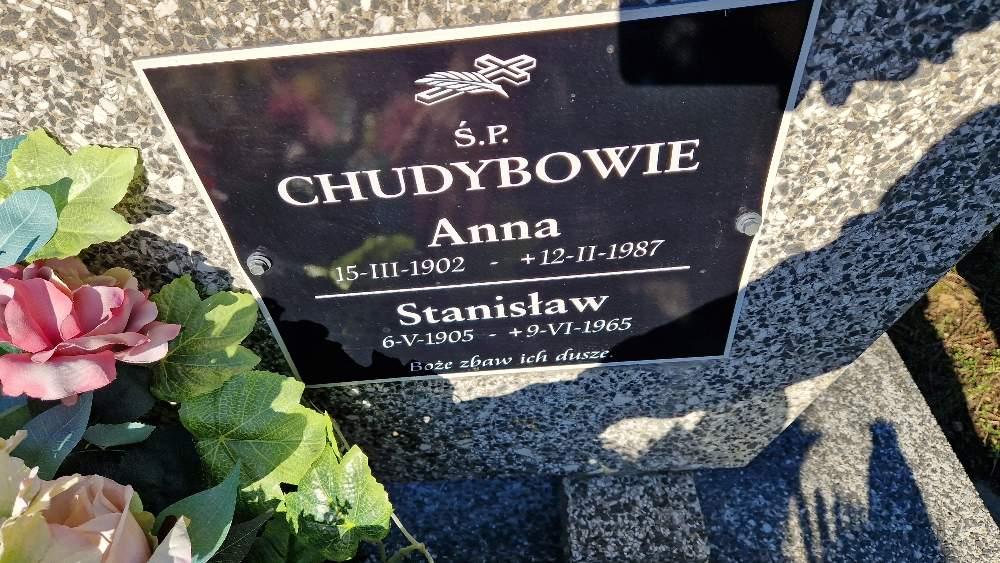 Ś.P.
CHUDYBOWIE
Anna
15-III-1902 - +12-II-1987
Stanisław
6-V-1905 - +9-VI-1965
Boże zbaw ich dusze.